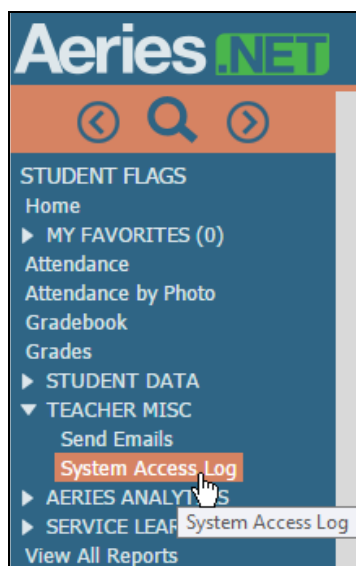 Aeries .NET
STUDENT FLAGS
Home
MY FAVORITES (0)
Attendance
Attendance by Photo
Gradebook
Grades
STUDENT DATA
TEACHER MISC
Send Emails
System Access Log
AERIES
SERVICE
System Access Log
View All Reports